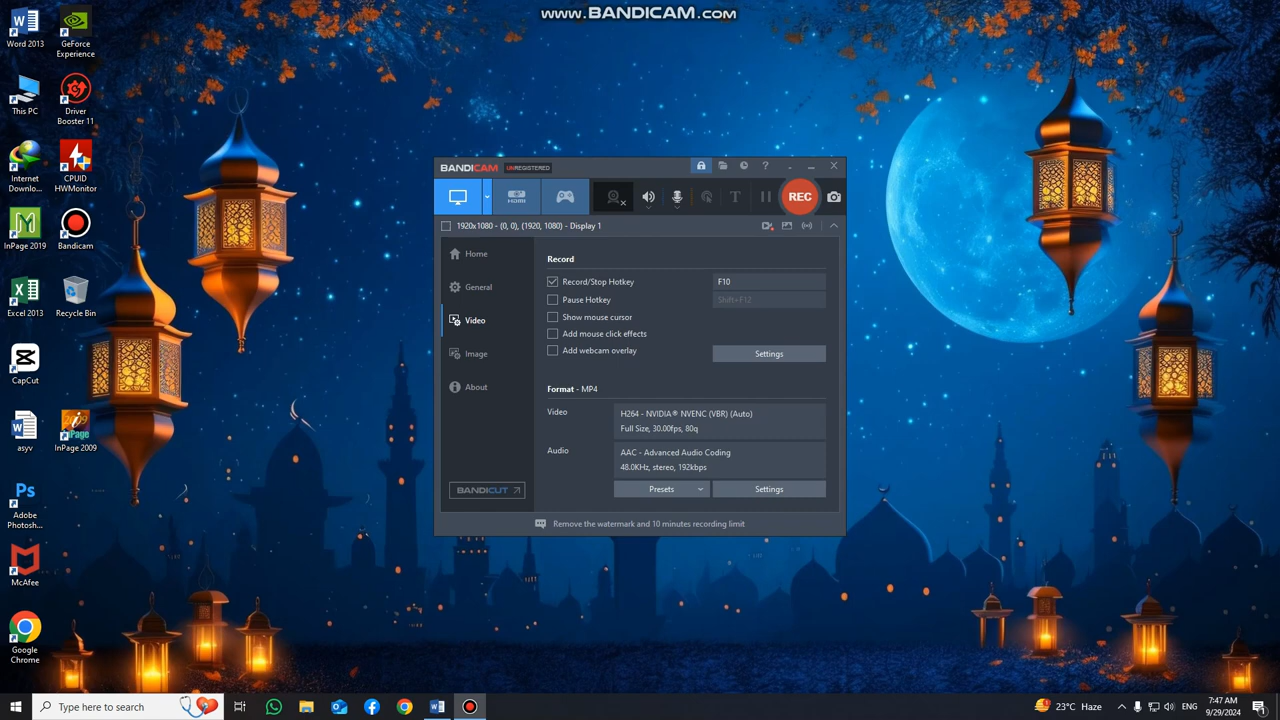 www.BANDICAM.com
Word 2013
GeForce
Experience
This PC
Driver
Booster 11
Internet
Downlo...
CPUID
HWMonitor
InPage 2019
Bandicam
Excel 2013
Recycle Bin
CapCut
asyv
InPage 2009
Adobe
Photosh...
McAfee
Google
Chrome
BANDICAM UNREGISTERED
HDMI
T
REC
1920x1080 - (0, 0), (1920, 1080) - Display 1
Home
General
Video
Image
About
BANDICUT
Record
Record/Stop Hotkey
F10
Pause Hotkey
Shift+F12
Show mouse cursor
Add mouse click effects
Add webcam overlay
Settings
Format - MP4
Video
H264 - NVIDIA® NVENC (VBR) (Auto)
Full Size, 30.00fps, 80q
Audio
AAC - Advanced Audio Coding
48.0KHz, stereo, 192kbps
Presets
Settings
Remove the watermark and 10 minutes recording limit
Type here to search
23°C Haze
ENG
7:47 AM
9/29/2024